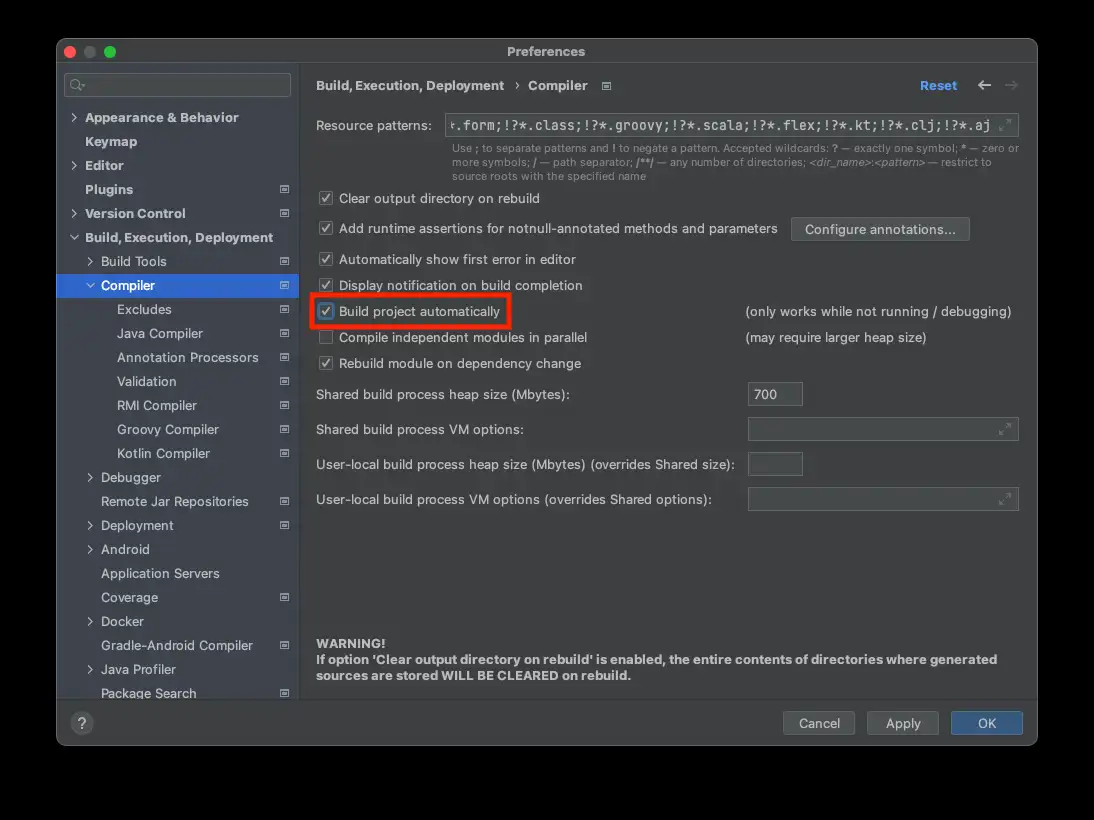 Preferences
Appearance & Behavior
Keymap
Editor
Plugins
Version Control
Build, Execution, Deployment
Build Tools
Compiler
Excludes
Java Compiler
Annotation Processors
Validation
RMI Compiler
Groovy Compiler
Kotlin Compiler
Debugger
Remote Jar Repositories
Deployment
Android
Application Servers
Coverage
Docker
Gradle-Android Compiler
Java Profiler
Package Search
Build, Execution, Deployment › Compiler
Reset
Resource patterns: *.form;!?*.class;!?*.groovy;!?*.scala;!?*.flex;!?*.kt;!?*.clj;!?*.aj
Use ; to separate patterns and ! to negate a pattern. Accepted wildcards: ? — exactly one symbol; * — zero or
more symbols; / — path separator; /**/ — any number of directories; <dir_name>:<pattern> — restrict to
source roots with the specified name
Clear output directory on rebuild
Add runtime assertions for notnull-annotated methods and parameters Configure annotations...
Automatically show first error in editor
Display notification on build completion
Build project automatically (only works while not running / debugging)
Compile independent modules in parallel (may require larger heap size)
Rebuild module on dependency change
Shared build process heap size (Mbytes): 700
Shared build process VM options:
User-local build process heap size (Mbytes) (overrides Shared size):
User-local build process VM options (overrides Shared options):
WARNING!
If option 'Clear output directory on rebuild' is enabled, the entire contents of directories where generated
sources are stored WILL BE CLEARED on rebuild.
? Cancel Apply OK